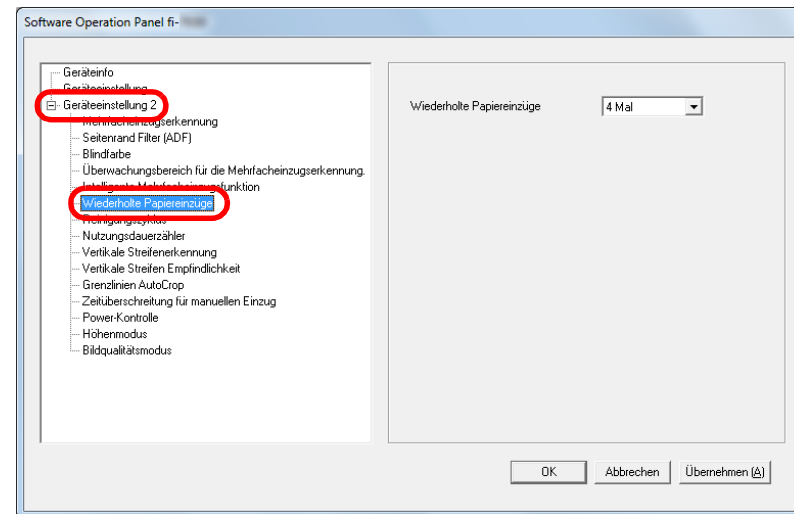 Software Operation Panel fi-
Geräteinfo
Geräteeinstellung
Geräteeinstellung 2
Mehrfacheinzugserkennung
Seitenrand Filter (ADF)
Blindfarbe
Überwachungsbereich für die Mehrfacheinzugserkennung.
Intelligente Mehrfacheinzugsfunktion
Wiederholte Papiereinzüge
Reinigungszyklus
Nutzungsdauerzähler
Vertikale Streifenerkennung
Vertikale Streifen Empfindlichkeit
Grenzlinien AutoCrop
Zeitüberschreitung für manuellen Einzug
Power-Kontrolle
Höhenmodus
Bildqualitätsmodus
Wiederholte Papiereinzüge 4 Mal
OK Abbrechen Übernehmen (A)